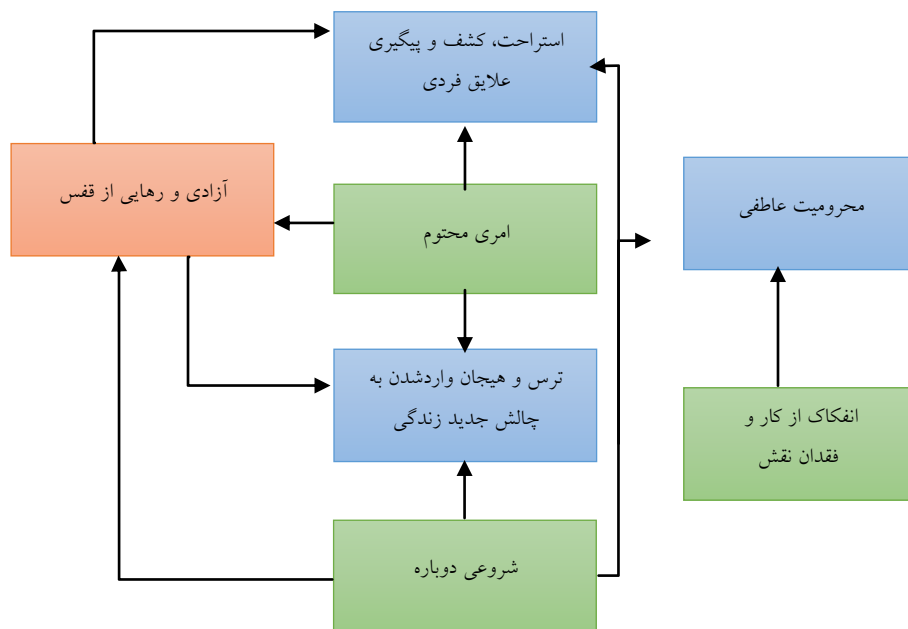 استراحت، کشف و پیگیری
علایق فردی
آزادی و رهایی از قفس
امری محتوم
محرومیت عاطفی
ترس و هیجان واردشدن به
چالش جدید زندگی
انفکاک از کار و
فقدان نقش
شروعی دوباره